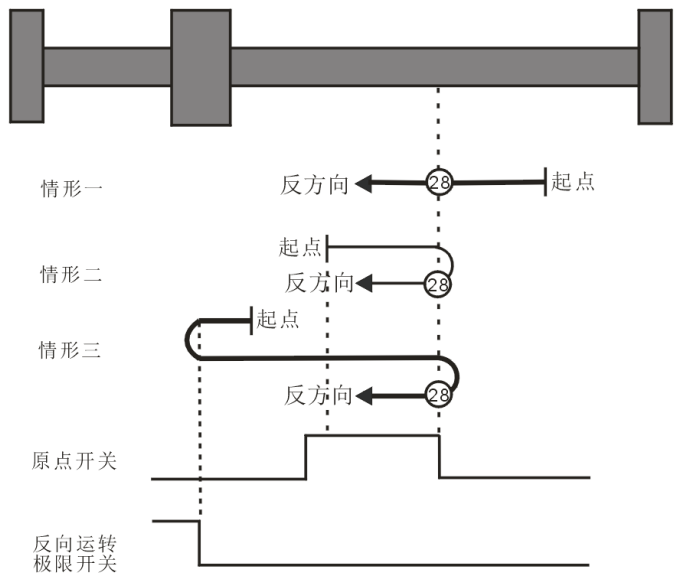 情形一
反方向
28
起点
情形二
起点
反方向
28
情形三
起点
反方向
28
原点开关
反向运转
极限开关